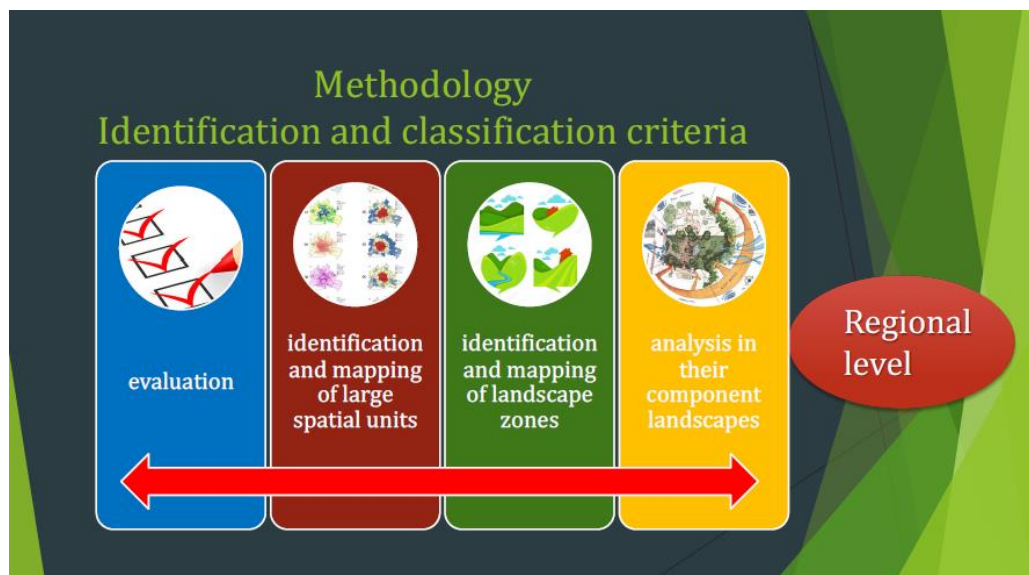 Methodology
Identification and classification criteria
evaluation
identification
and mapping
of large
spatial units
identification
and mapping
of landscape
zones
analysis in
their
component
landscapes
Regional
level